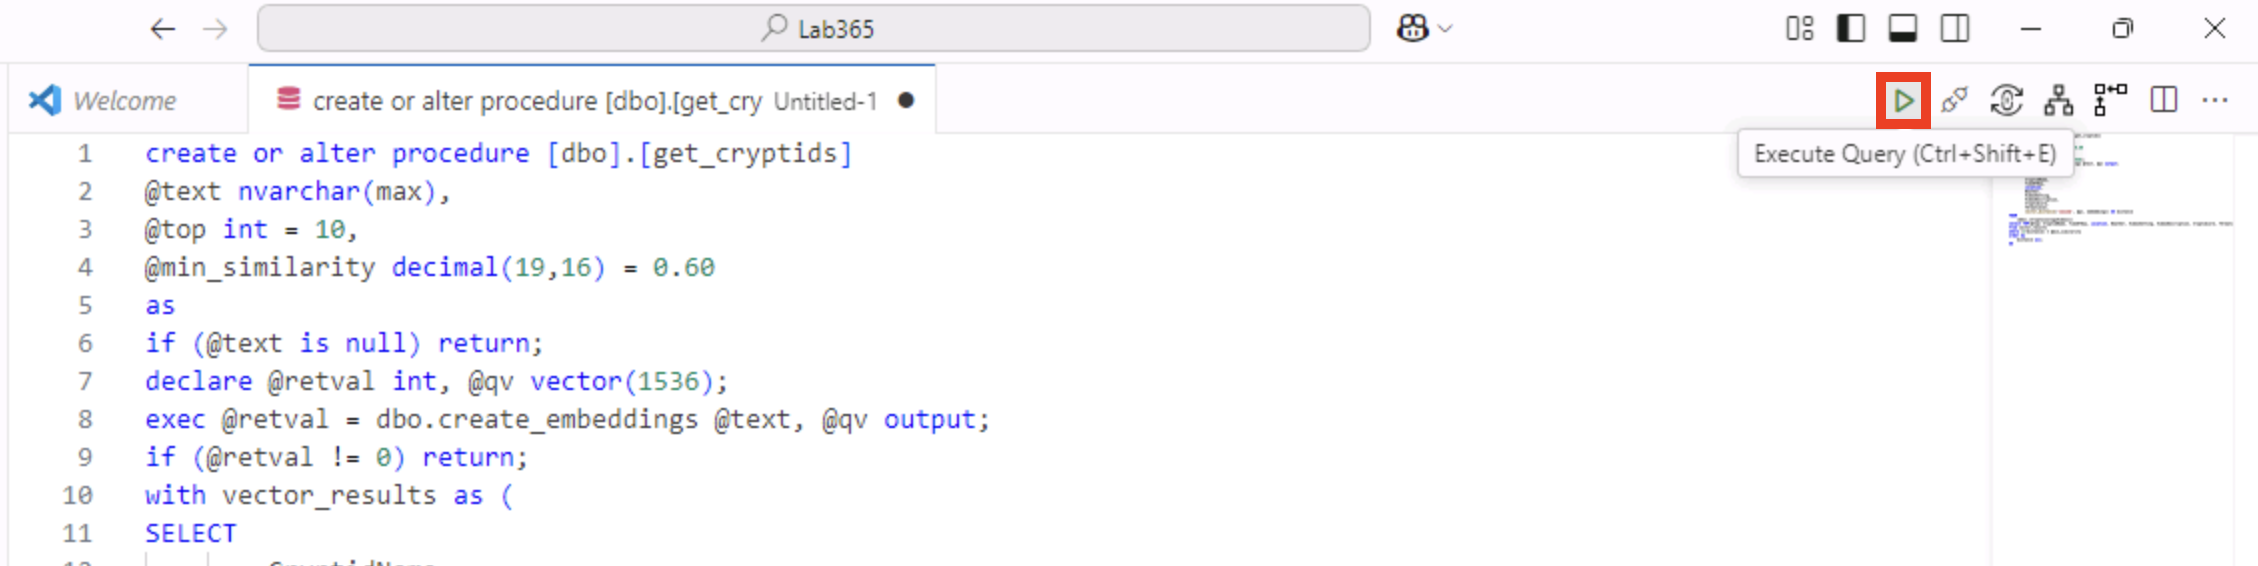 Lab365
Welcome
create or alter procedure [dbo].[get_cry Untitled-1
Execute Query (Ctrl+Shift+E)
1 create or alter procedure [dbo].[get_cryptids]
2 @text nvarchar(max),
3 @top int = 10,
4 @min_similarity decimal(19,16) = 0.60
5 as
6 if (@text is null) return;
7 declare @retval int, @qv vector(1536);
8 exec @retval = dbo.create_embeddings @text, @qv output;
9 if (@retval != 0) return;
10 with vector_results as (
11 SELECT